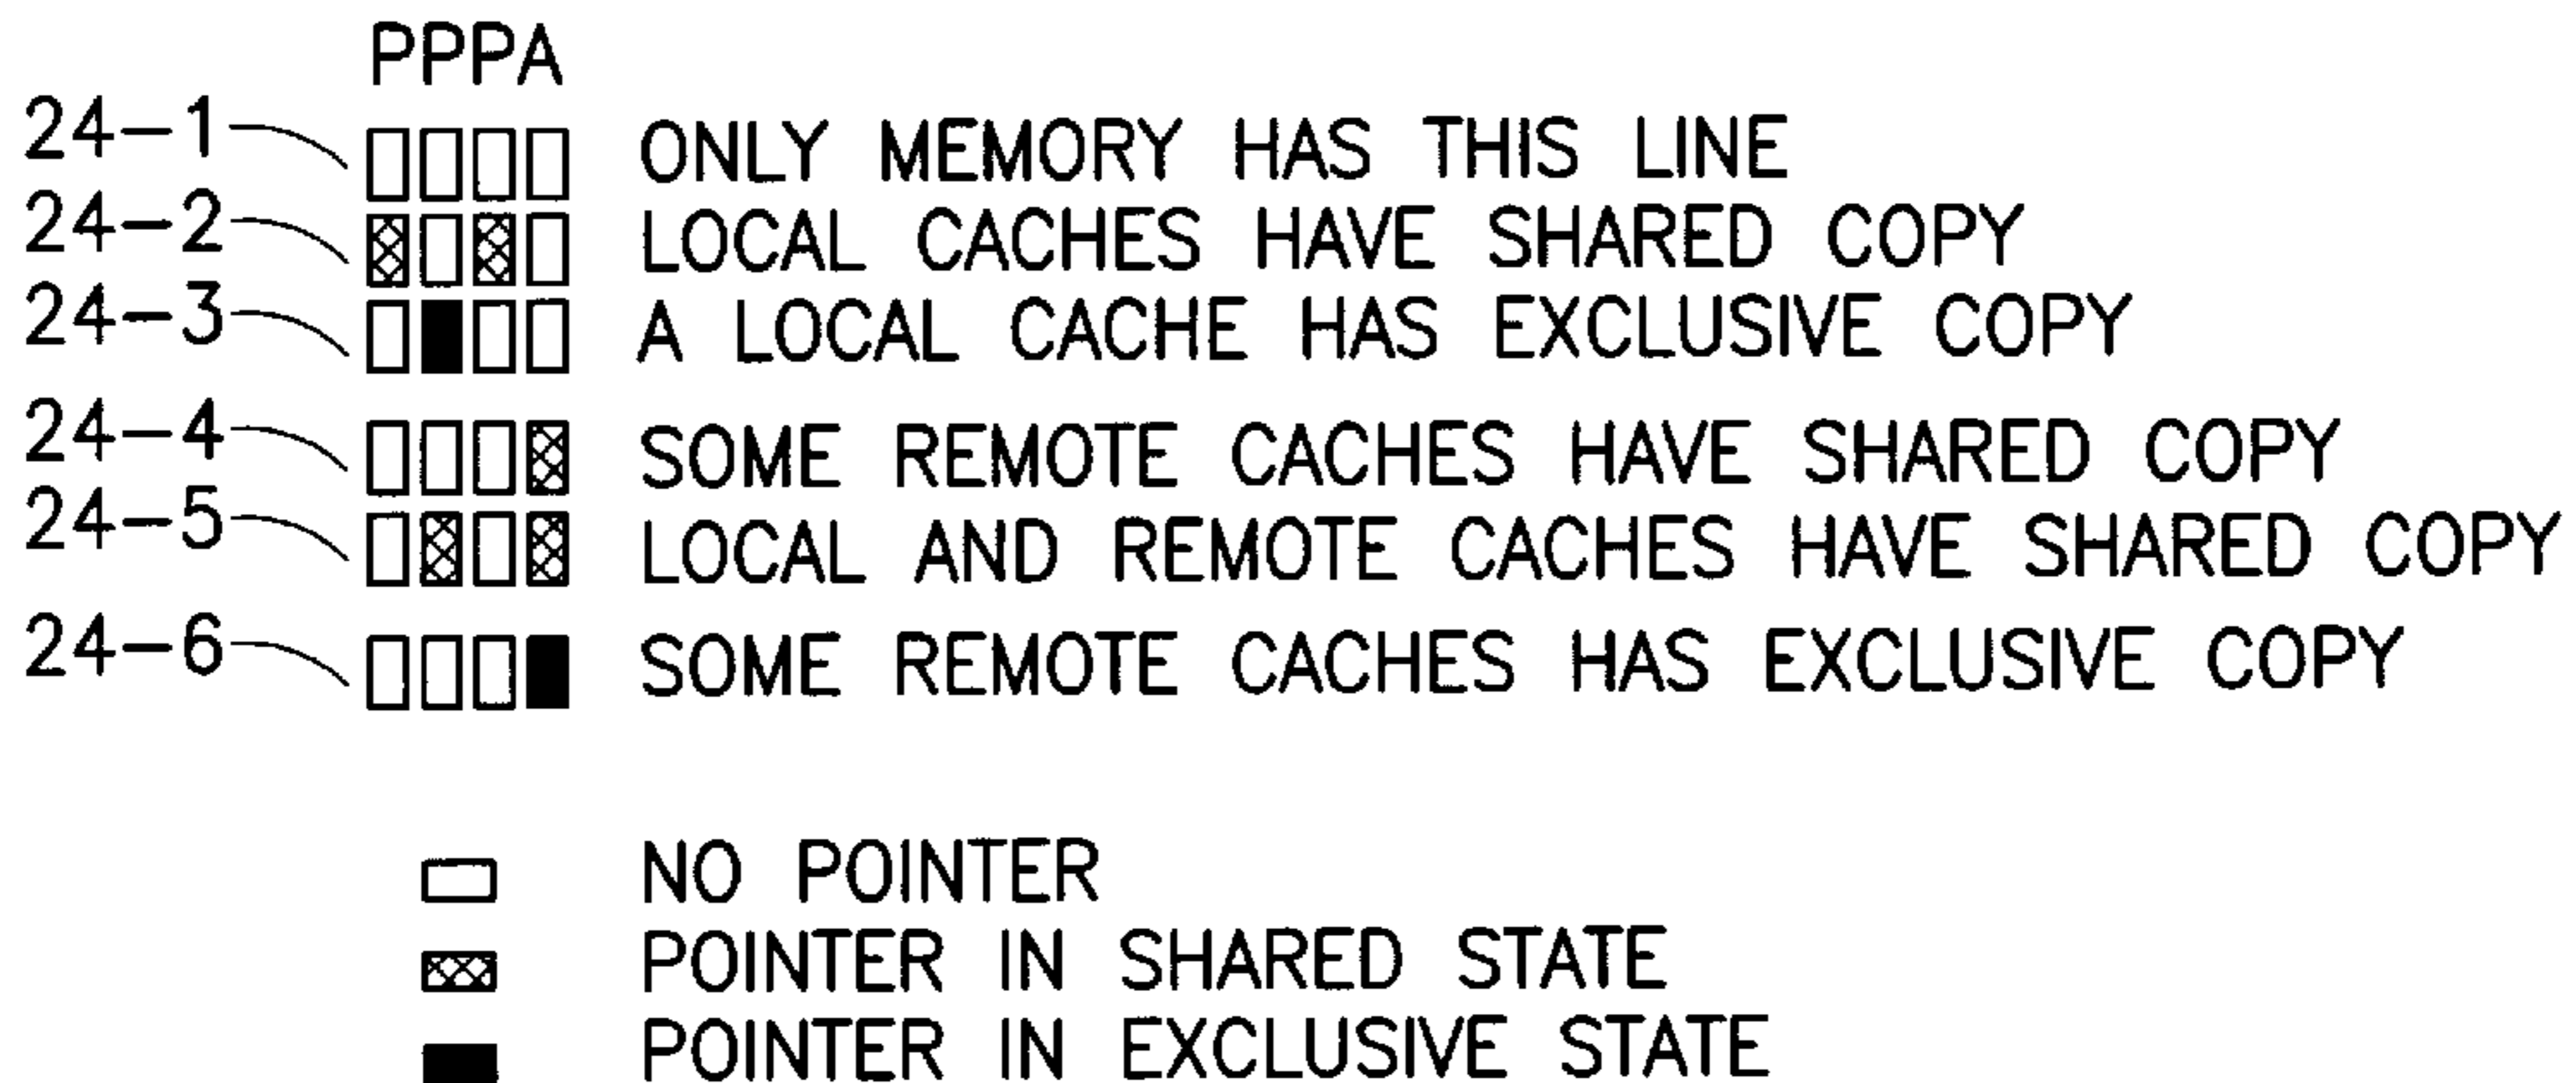 PPPA
24-1 ONLY MEMORY HAS THIS LINE
24-2 LOCAL CACHES HAVE SHARED COPY
24-3 A LOCAL CACHE HAS EXCLUSIVE COPY
24-4 SOME REMOTE CACHES HAVE SHARED COPY
24-5 LOCAL AND REMOTE CACHES HAVE SHARED COPY
24-6 SOME REMOTE CACHES HAS EXCLUSIVE COPY
NO POINTER
POINTER IN SHARED STATE
POINTER IN EXCLUSIVE STATE